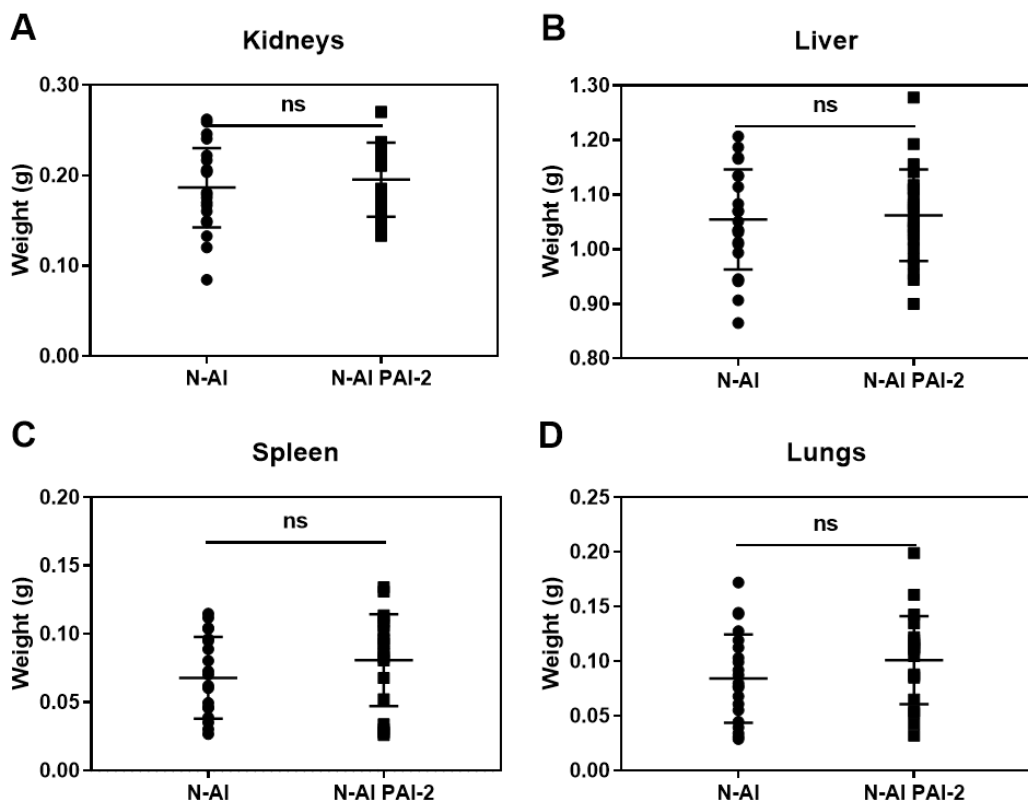 A
Kidneys
Weight (g)
0.30
0.20
0.10
0.00
ns
N-AI
N-AI PAI-2
B
Liver
Weight (g)
1.30
1.20
1.10
1.00
0.90
0.80
ns
N-AI
N-AI PAI-2
C
Spleen
Weight (g)
0.20
0.15
0.10
0.05
0.00
ns
N-AI
N-AI PAI-2
D
Lungs
Weight (g)
0.25
0.20
0.15
0.10
0.05
0.00
ns
N-AI
N-AI PAI-2